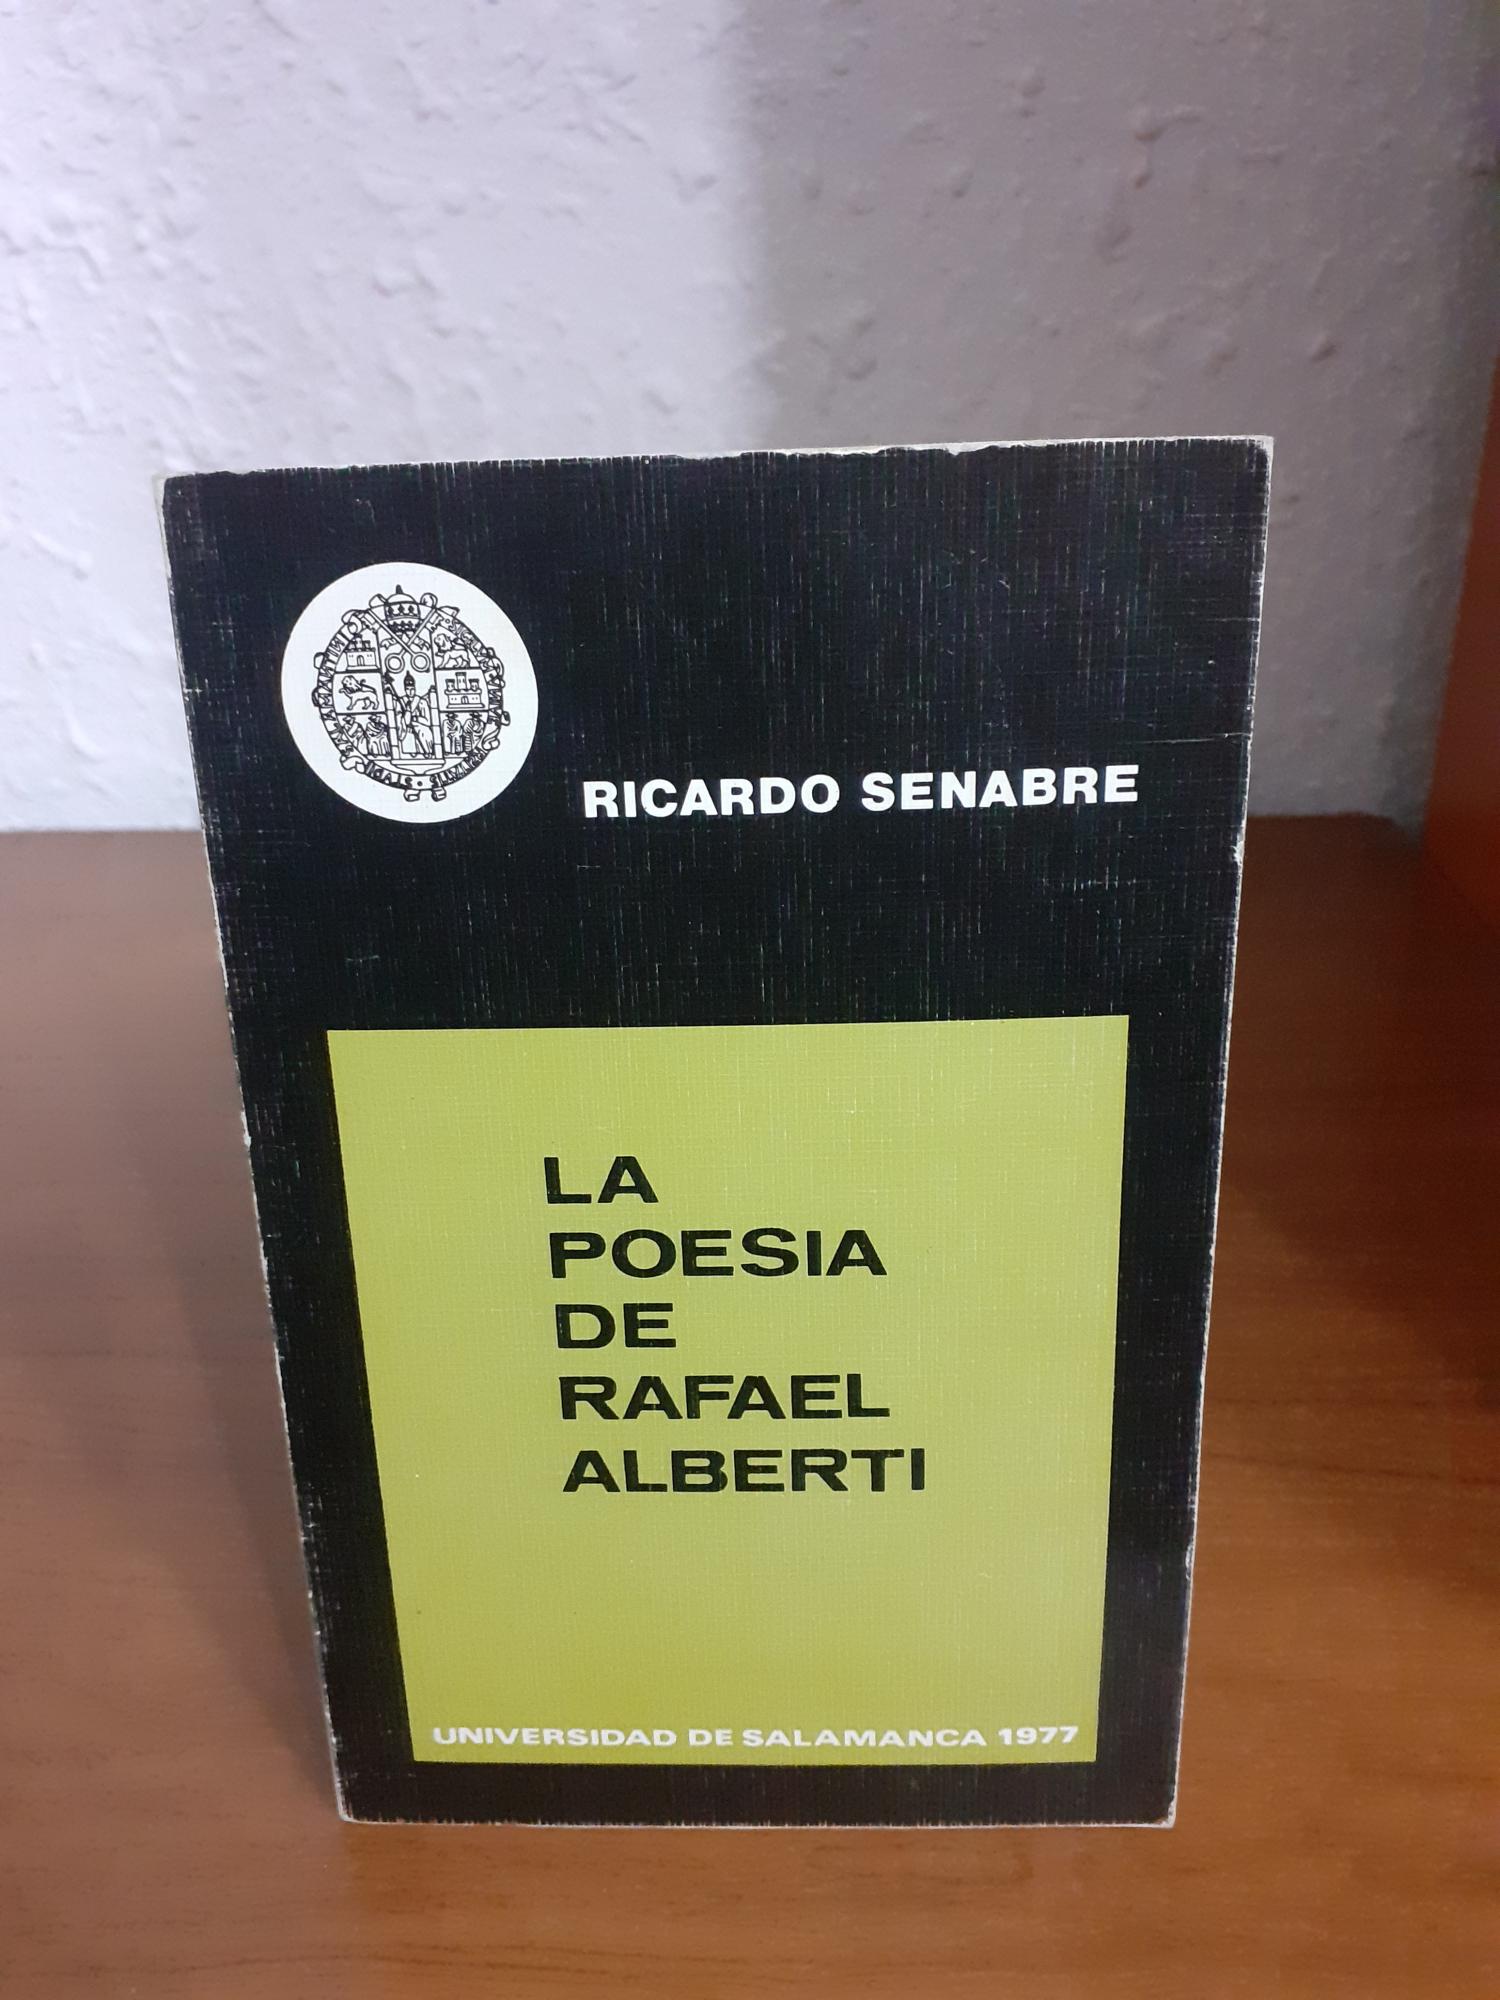 RICARDO SENABRE
LA
POESIA
DE
RAFAEL
ALBERTI
UNIVERSIDAD DE SALAMANCA 1977